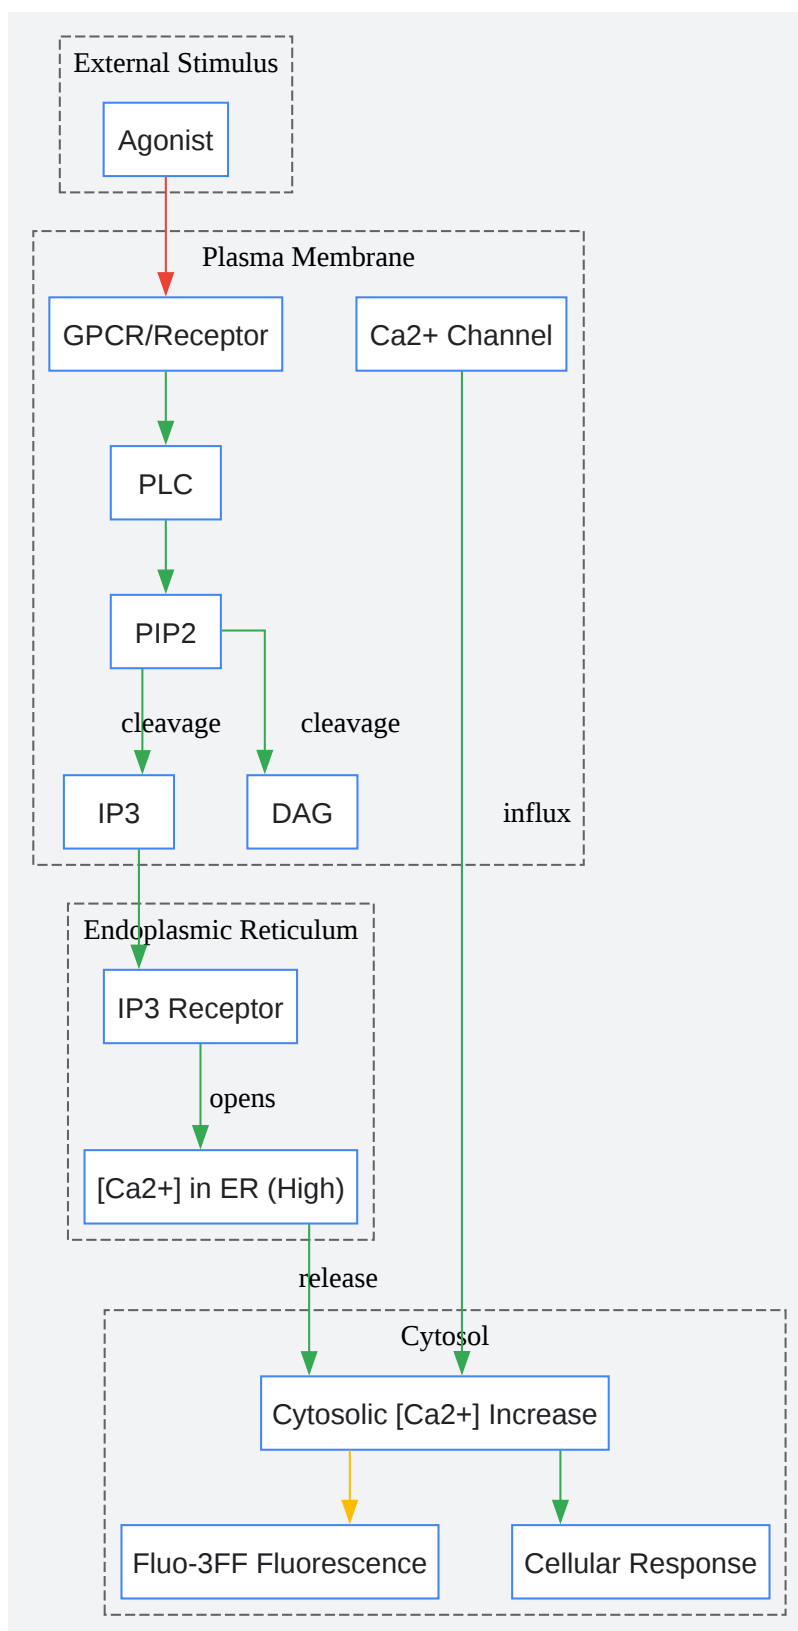 External Stimulus
Agonist
Plasma Membrane
GPCR/Receptor
Ca2+ Channel
PLC
PIP2
cleavage
cleavage
IP3
DAG
influx
Endoplasmic Reticulum
IP3 Receptor
opens
[Ca2+] in ER (High)
release
Cytosol
Cytosolic [Ca2+] Increase
Fluo-3FF Fluorescence
Cellular Response